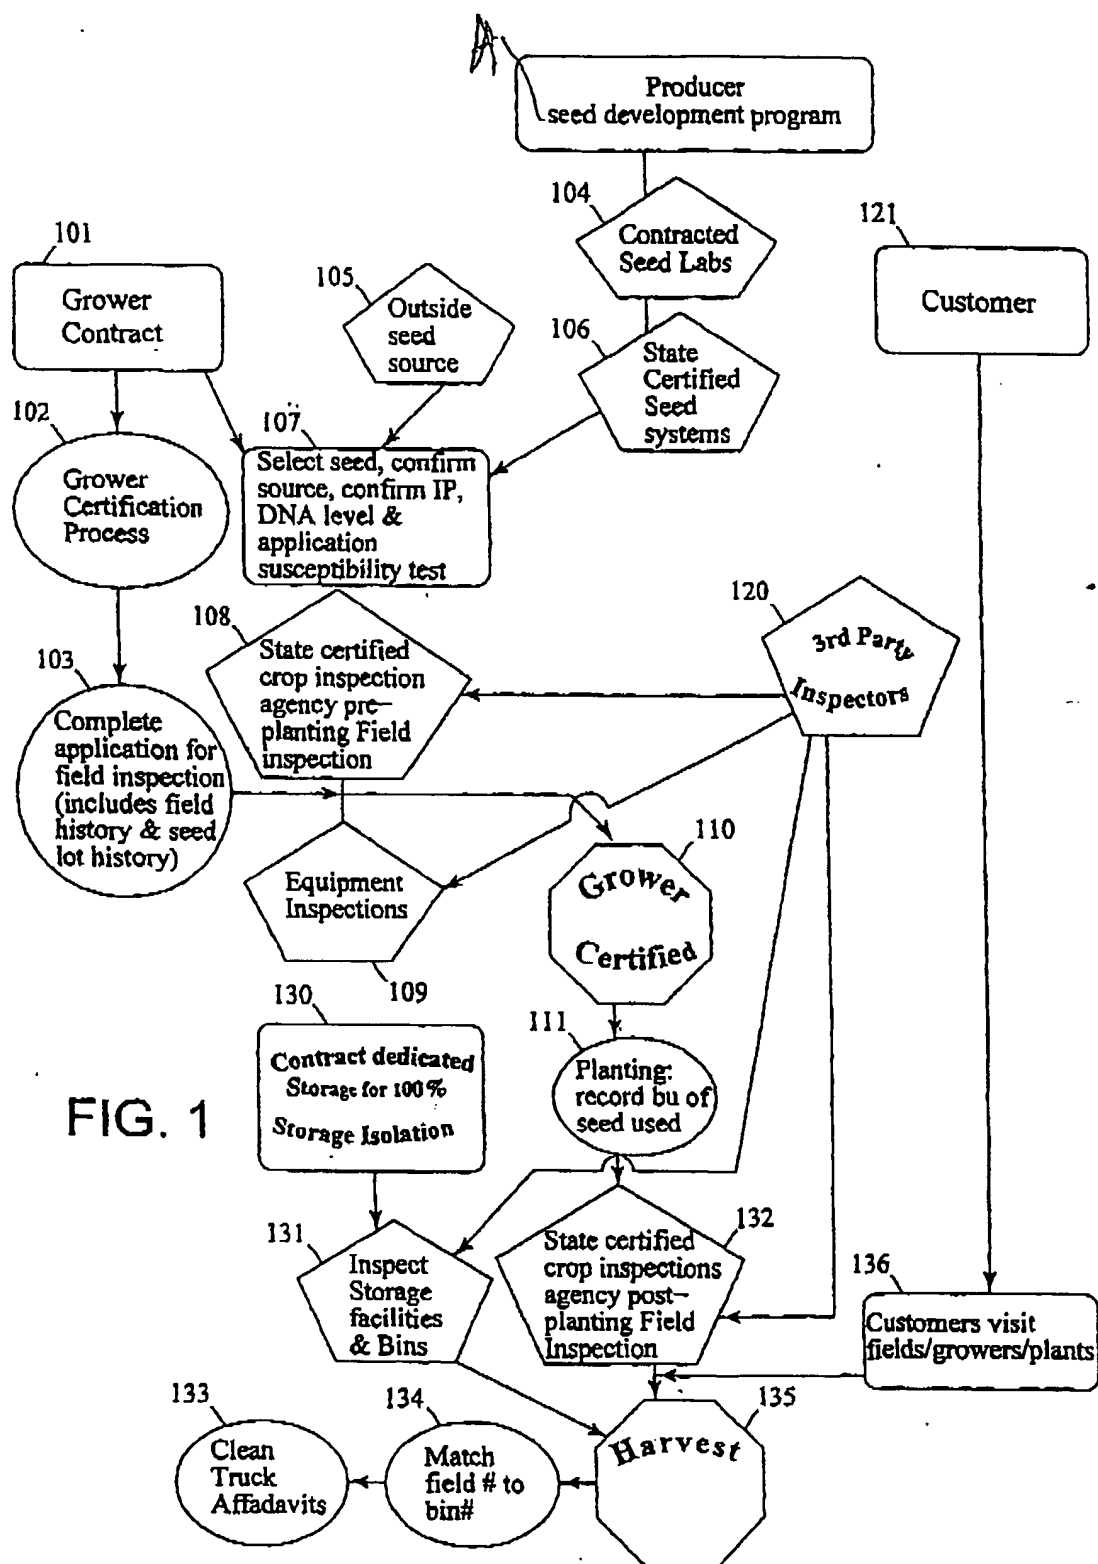 Producer
seed development program
104
Contracted
Seed Labs
121
Customer
101
Grower
Contract
105
Outside
seed
source
106
State
Certified
Seed
systems
102
Grower
Certification
Process
107
Select seed, confirm
source, confirm IP,
DNA level &
application
susceptibility test
108
State certified
crop inspection
agency pre-
planting Field
inspection
120
3rd Party
Inspectors
103
Complete
application for
field inspection
(includes field
history & seed
lot history)
110
Grower
Certified
Equipment
Inspections
109
130
Contract dedicated
Storage for 100%
Storage Isolation
111
Planting:
record bu of
seed used
FIG. 1
131
Inspect
Storage
facilities
& Bins
132
State certified
crop inspections
agency post-
planting Field
Inspection
136
Customers visit
fields/growers/plants
133
Clean
Truck
Affadavits
134
Match
field # to
bin#
135
Harvest